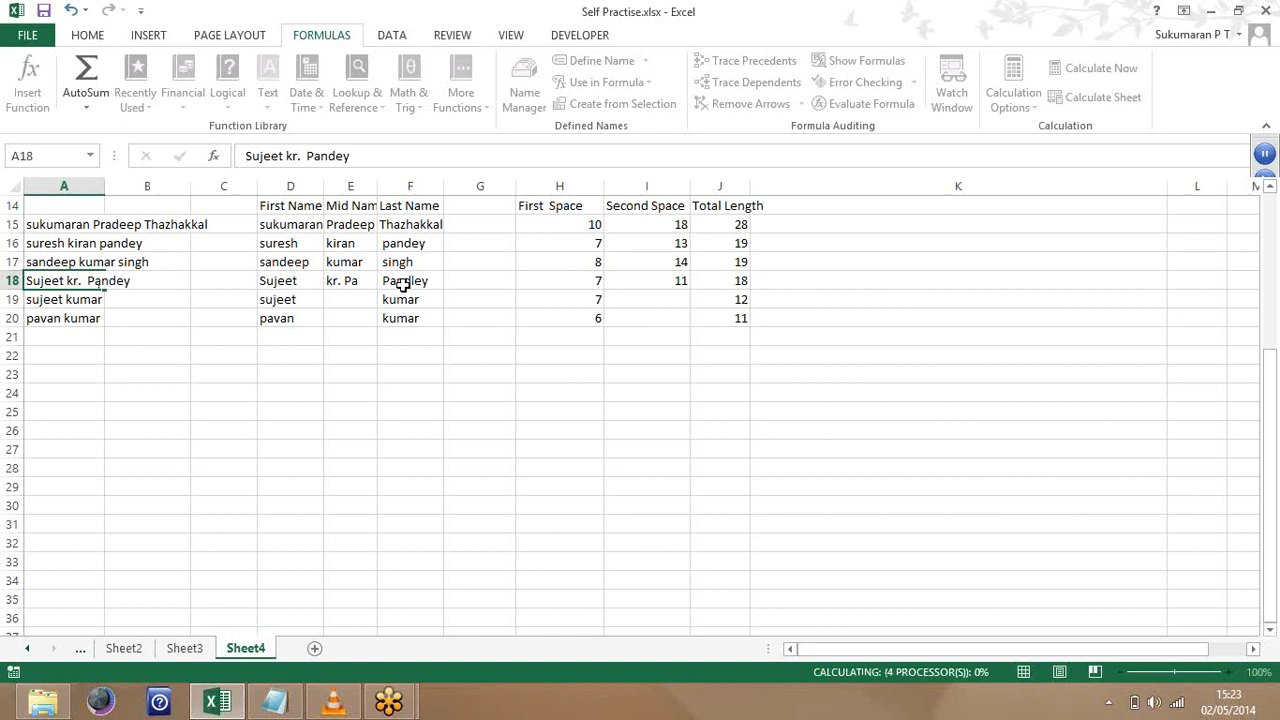 Self Practise.xlsx - Excel
FILE HOME INSERT PAGE LAYOUT FORMULAS DATA REVIEW VIEW DEVELOPER Sukumaran P T
Insert Function
AutoSum
Recently Used
Financial
Logical
Text
Date & Time
Lookup & Reference
Math & Trig
More Functions
Function Library
Name Manager
Define Name
Use in Formula
Create from Selection
Defined Names
Trace Precedents
Trace Dependents
Remove Arrows
Show Formulas
Error Checking
Evaluate Formula
Formula Auditing
Watch Window
Calculation Options
Calculate Now
Calculate Sheet
Calculation
A18 fx Sujeet kr.  Pandey
A B C D E F G H I J K L M
14 First Name Mid Nam Last Name First  Space Second Space Total Length
15 sukumaran Pradeep Thazhakkal sukumaran Pradeep Thazhakkal 10 18 28
16 suresh kiran pandey suresh kiran pandey 7 13 19
17 sandeep kumar singh sandeep kumar singh 8 14 19
18 Sujeet kr.  Pandey Sujeet kr. Pa Pandey 7 11 18
19 sujeet kumar sujeet kumar 7 12
20 pavan kumar pavan kumar 6 11
21
22
23
24
25
26
27
28
29
30
31
32
33
34
35
36
... Sheet2 Sheet3 Sheet4
CALCULATING: (4 PROCESSOR(S)): 0% 100%
15:23
02/05/2014